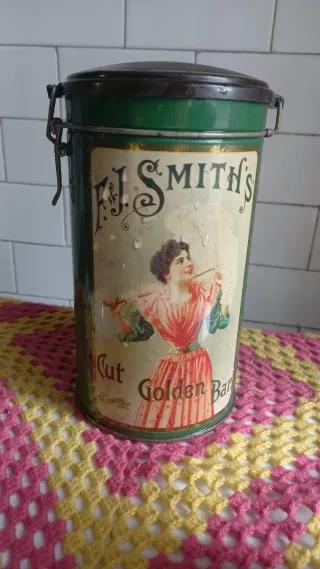 F.&J. SMITH'S
Cut Golden Bar